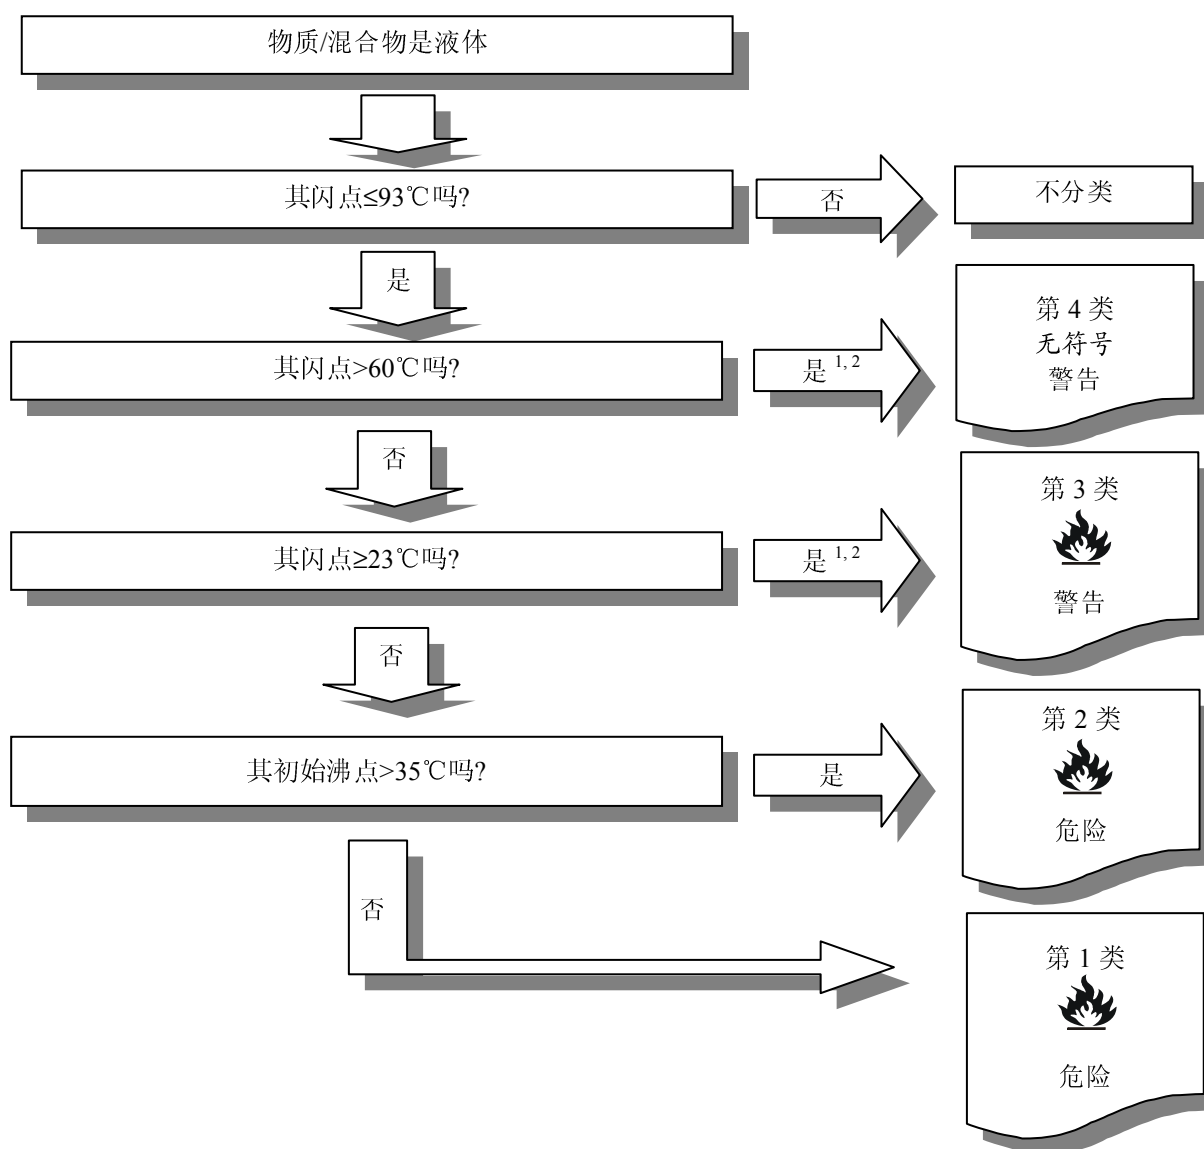 物质/混合物是液体
其闪点≤93℃吗?
否
不分类
是
其闪点>60℃吗?
是 1, 2
第 4 类
无符号
警告
否
其闪点≥23℃吗?
是 1, 2
第 3 类
警告
否
其初始沸点>35℃吗?
是
第 2 类
危险
否
第 1 类
危险